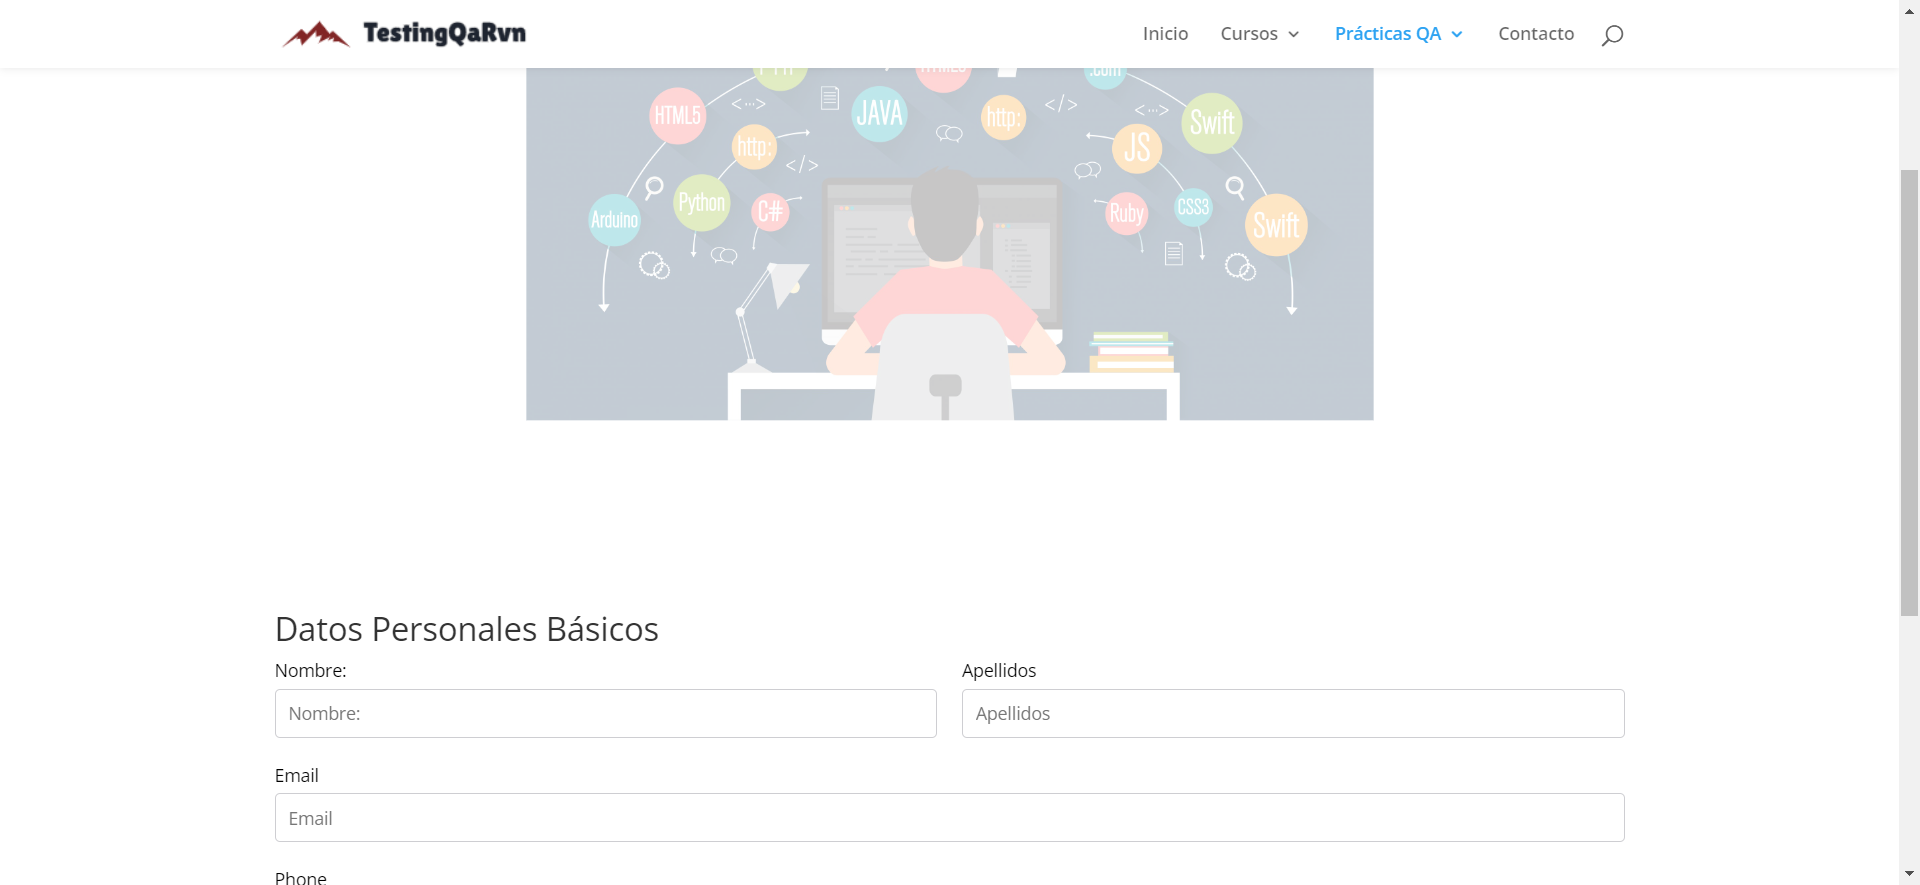 TestingQaRvn
Inicio Cursos Prácticas QA Contacto
HTML5 .com
HTML5 <···> JAVA http: </> <···> Swift
http: </> JS
Arduino Python C# Ruby CSS3 Swift
Datos Personales Básicos
Nombre: Apellidos
Nombre: Apellidos
Email
Email
Phone